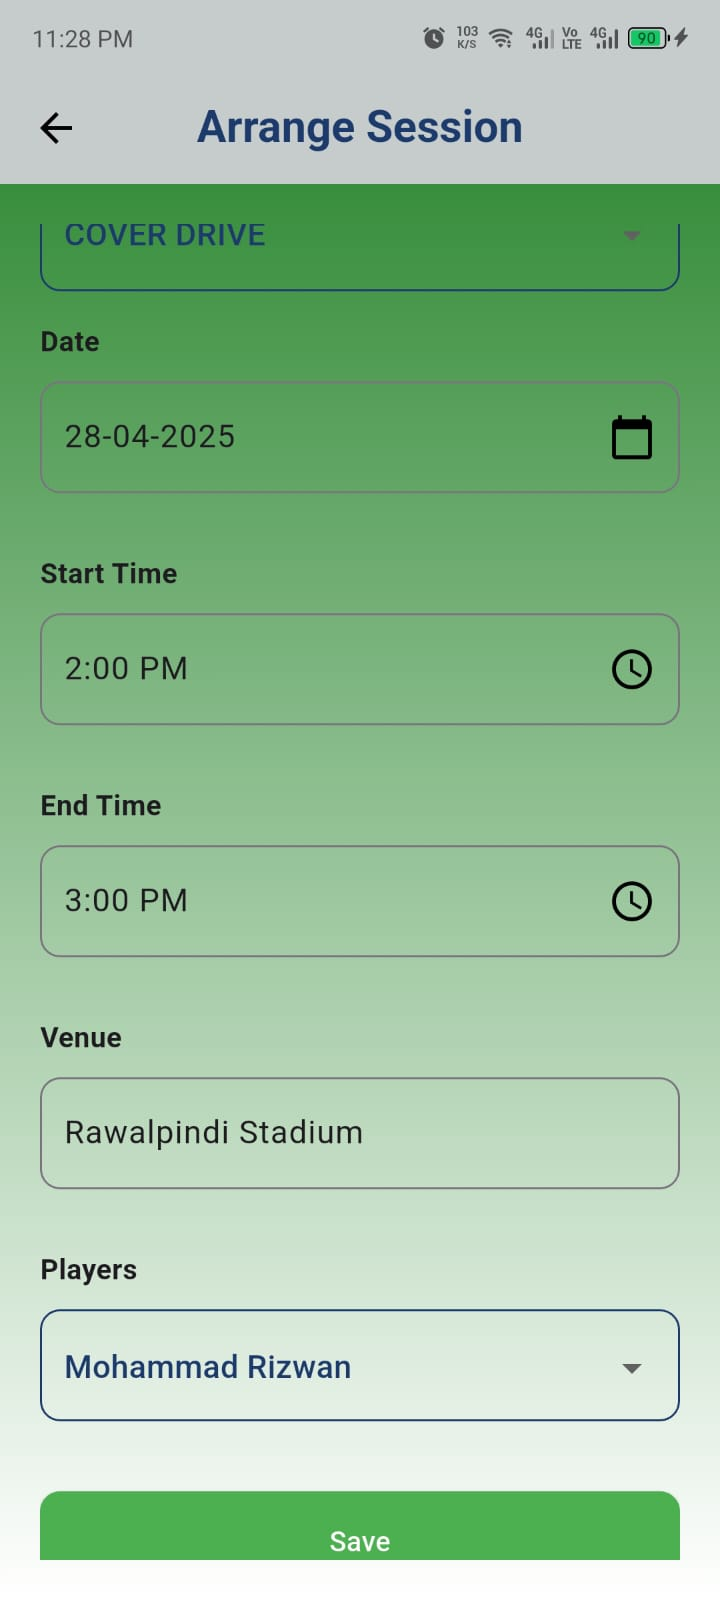 11:28 PM
103 K/S 4G Vo LTE 4G 90
Arrange Session
COVER DRIVE
Date
28-04-2025
Start Time
2:00 PM
End Time
3:00 PM
Venue
Rawalpindi Stadium
Players
Mohammad Rizwan
Save